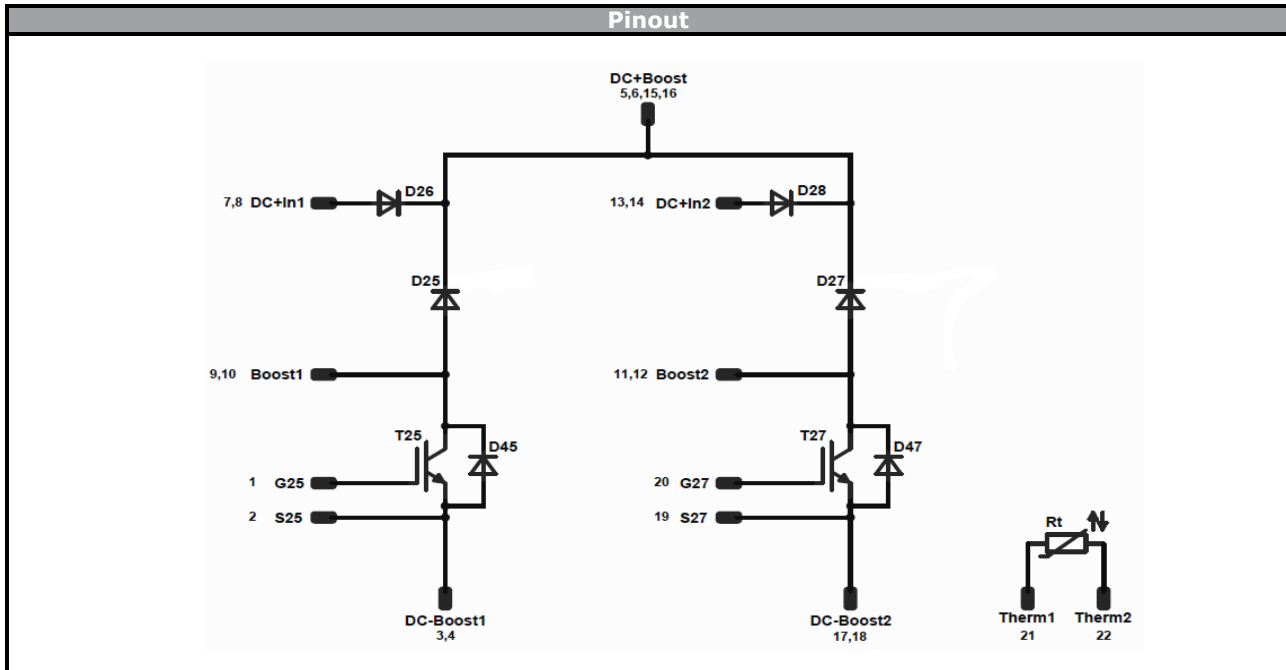 Pinout
DC+Boost
5,6,15,16
7,8 DC+In1
D26
13,14 DC+In2
D28
D25
D27
9,10 Boost1
11,12 Boost2
T25
D45
T27
D47
1 G25
20 G27
2 S25
19 S27
Rt
DC-Boost1
3,4
DC-Boost2
17,18
Therm1
21
Therm2
22